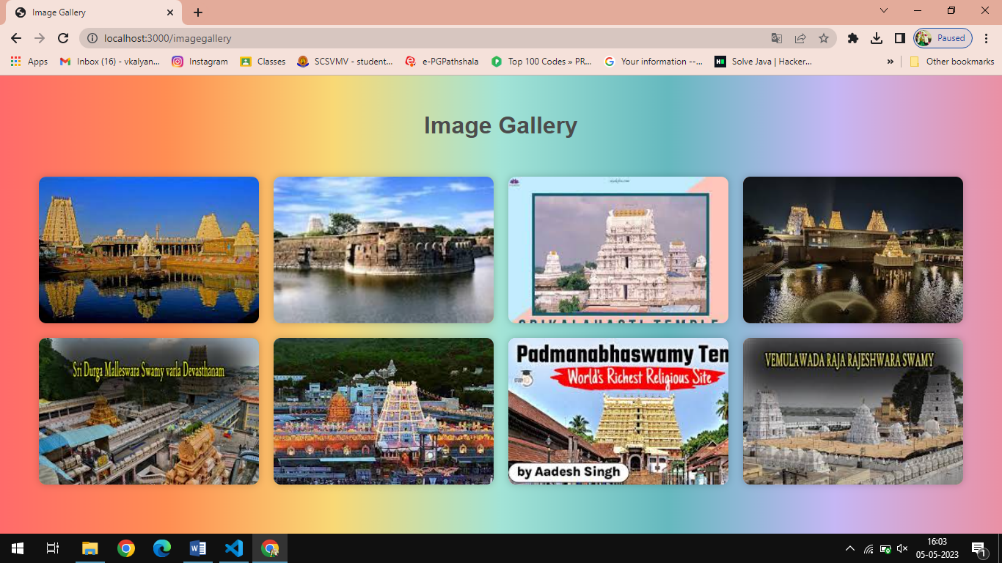 Image Gallery
localhost:3000/imagegallery
Paused
Apps
Inbox (16) - vkalyan...
Instagram
Classes
SCSVMV - student...
e-PGPathshala
Top 100 Codes » PR...
Your information --...
Solve Java | Hacker...
»
Other bookmarks
Image Gallery
SRIKALAHASTI TEMPLE
Sri Durga Malleswara Swamy varla Devasthanam
Padmanabhaswamy Tem
World's Richest Religious Site
by Aadesh Singh
VEMULAWADA RAJA RAJESHWARA SWAMY
16:03
05-05-2023
1